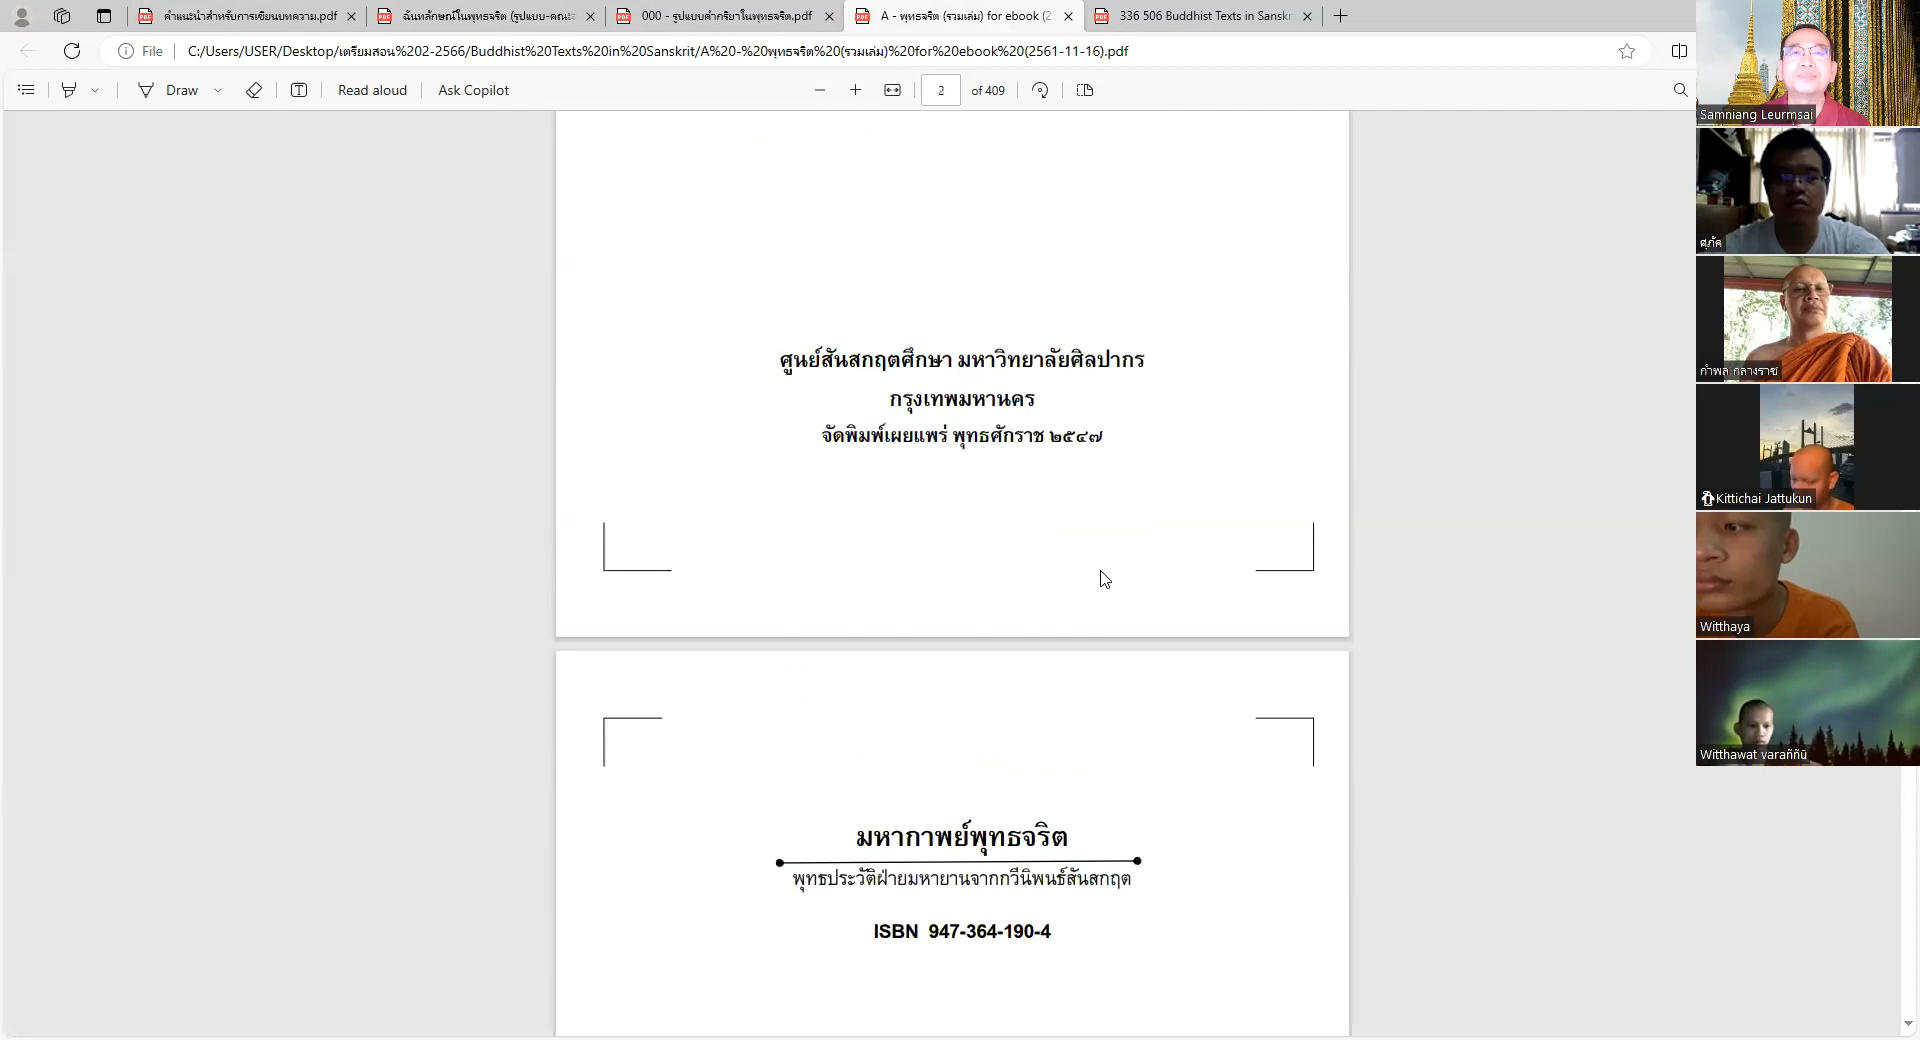 คำแนะนำสำหรับการเขียนบทความ.pdf
ฉันทลักษณ์ในพุทธจริต (รูปแบบ-คณะ
000 - รูปแบบคำกริยาในพุทธจริต.pdf
A - พุทธจริต (รวมเล่ม) for ebook (2
336 506 Buddhist Texts in Sanskr
File
C:/Users/USER/Desktop/เตรียมสอน%202-2566/Buddhist%20Texts%20in%20Sanskrit/A%20-%20พุทธจริต%20(รวมเล่ม)%20for%20ebook%20(2561-11-16).pdf
Draw
Read aloud
Ask Copilot
2
of 409
ศูนย์สันสกฤตศึกษา มหาวิทยาลัยศิลปากร
กรุงเทพมหานคร
จัดพิมพ์เผยแพร่ พุทธศักราช ๒๕๔๗
มหากาพย์พุทธจริต
พุทธประวัติฝ่ายมหายานจากกวีนิพนธ์สันสกฤต
ISBN 947-364-190-4
Samniang Leurmsai
ศุภัค
กำพล กลางราช
Kittichai Jattukun
Witthaya
Witthawat varaññū